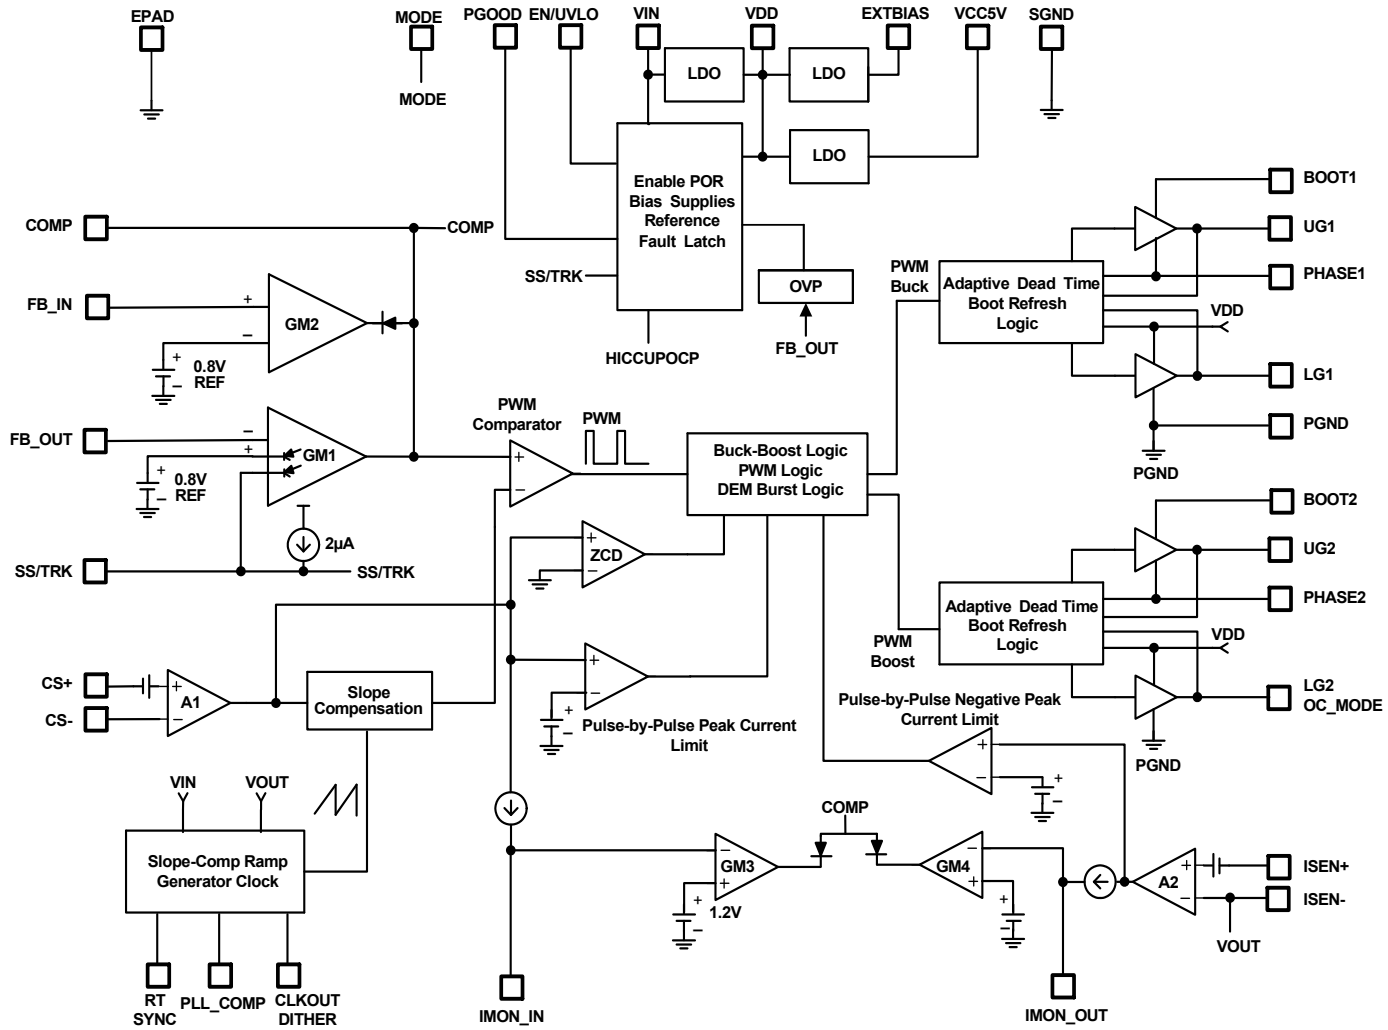 EPAD
MODE
PGOOD
EN/UVLO
VIN
VDD
EXTBIAS
VCC5V
SGND
MODE
LDO
LDO
LDO
Enable POR
Bias Supplies
Reference
Fault Latch
SS/TRK
HICCUPOCP
OVP
FB_OUT
COMP
COMP
FB_IN
+
−
GM2
+
−
0.8V
REF
FB_OUT
−
+
GM1
+
−
0.8V
REF
2µA
SS/TRK
SS/TRK
PWM
Comparator
+
−
PWM
Buck-Boost Logic
PWM Logic
DEM Burst Logic
+
−
ZCD
+
−
+
−
Pulse-by-Pulse Peak Current
Limit
CS+
CS-
+
−
A1
Slope
Compensation
VIN
VOUT
Slope-Comp Ramp
Generator Clock
RT
SYNC
PLL_COMP
CLKOUT
DITHER
PWM
Buck
Adaptive Dead Time
Boot Refresh
Logic
BOOT1
UG1
PHASE1
VDD
LG1
PGND
PGND
PWM
Boost
Adaptive Dead Time
Boot Refresh
Logic
BOOT2
UG2
PHASE2
VDD
LG2
OC_MODE
PGND
Pulse-by-Pulse Negative Peak
Current Limit
+
−
+
−
COMP
−
GM3
+
+
−
1.2V
−
GM4
+
+
−
+
A2
−
ISEN+
ISEN-
VOUT
IMON_IN
IMON_OUT